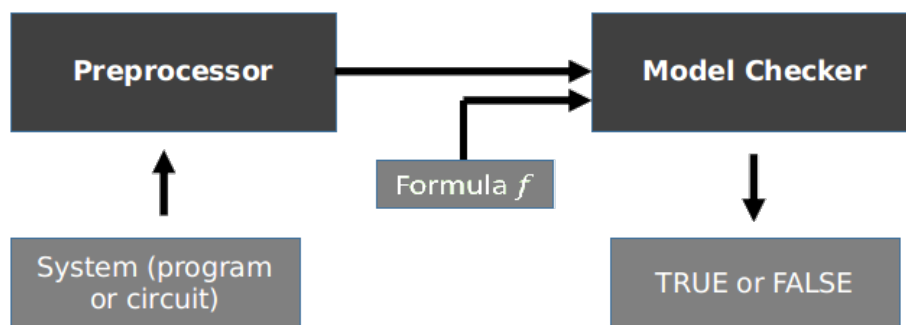 Preprocessor
Model Checker
Formula f
System (program
or circuit)
TRUE or FALSE